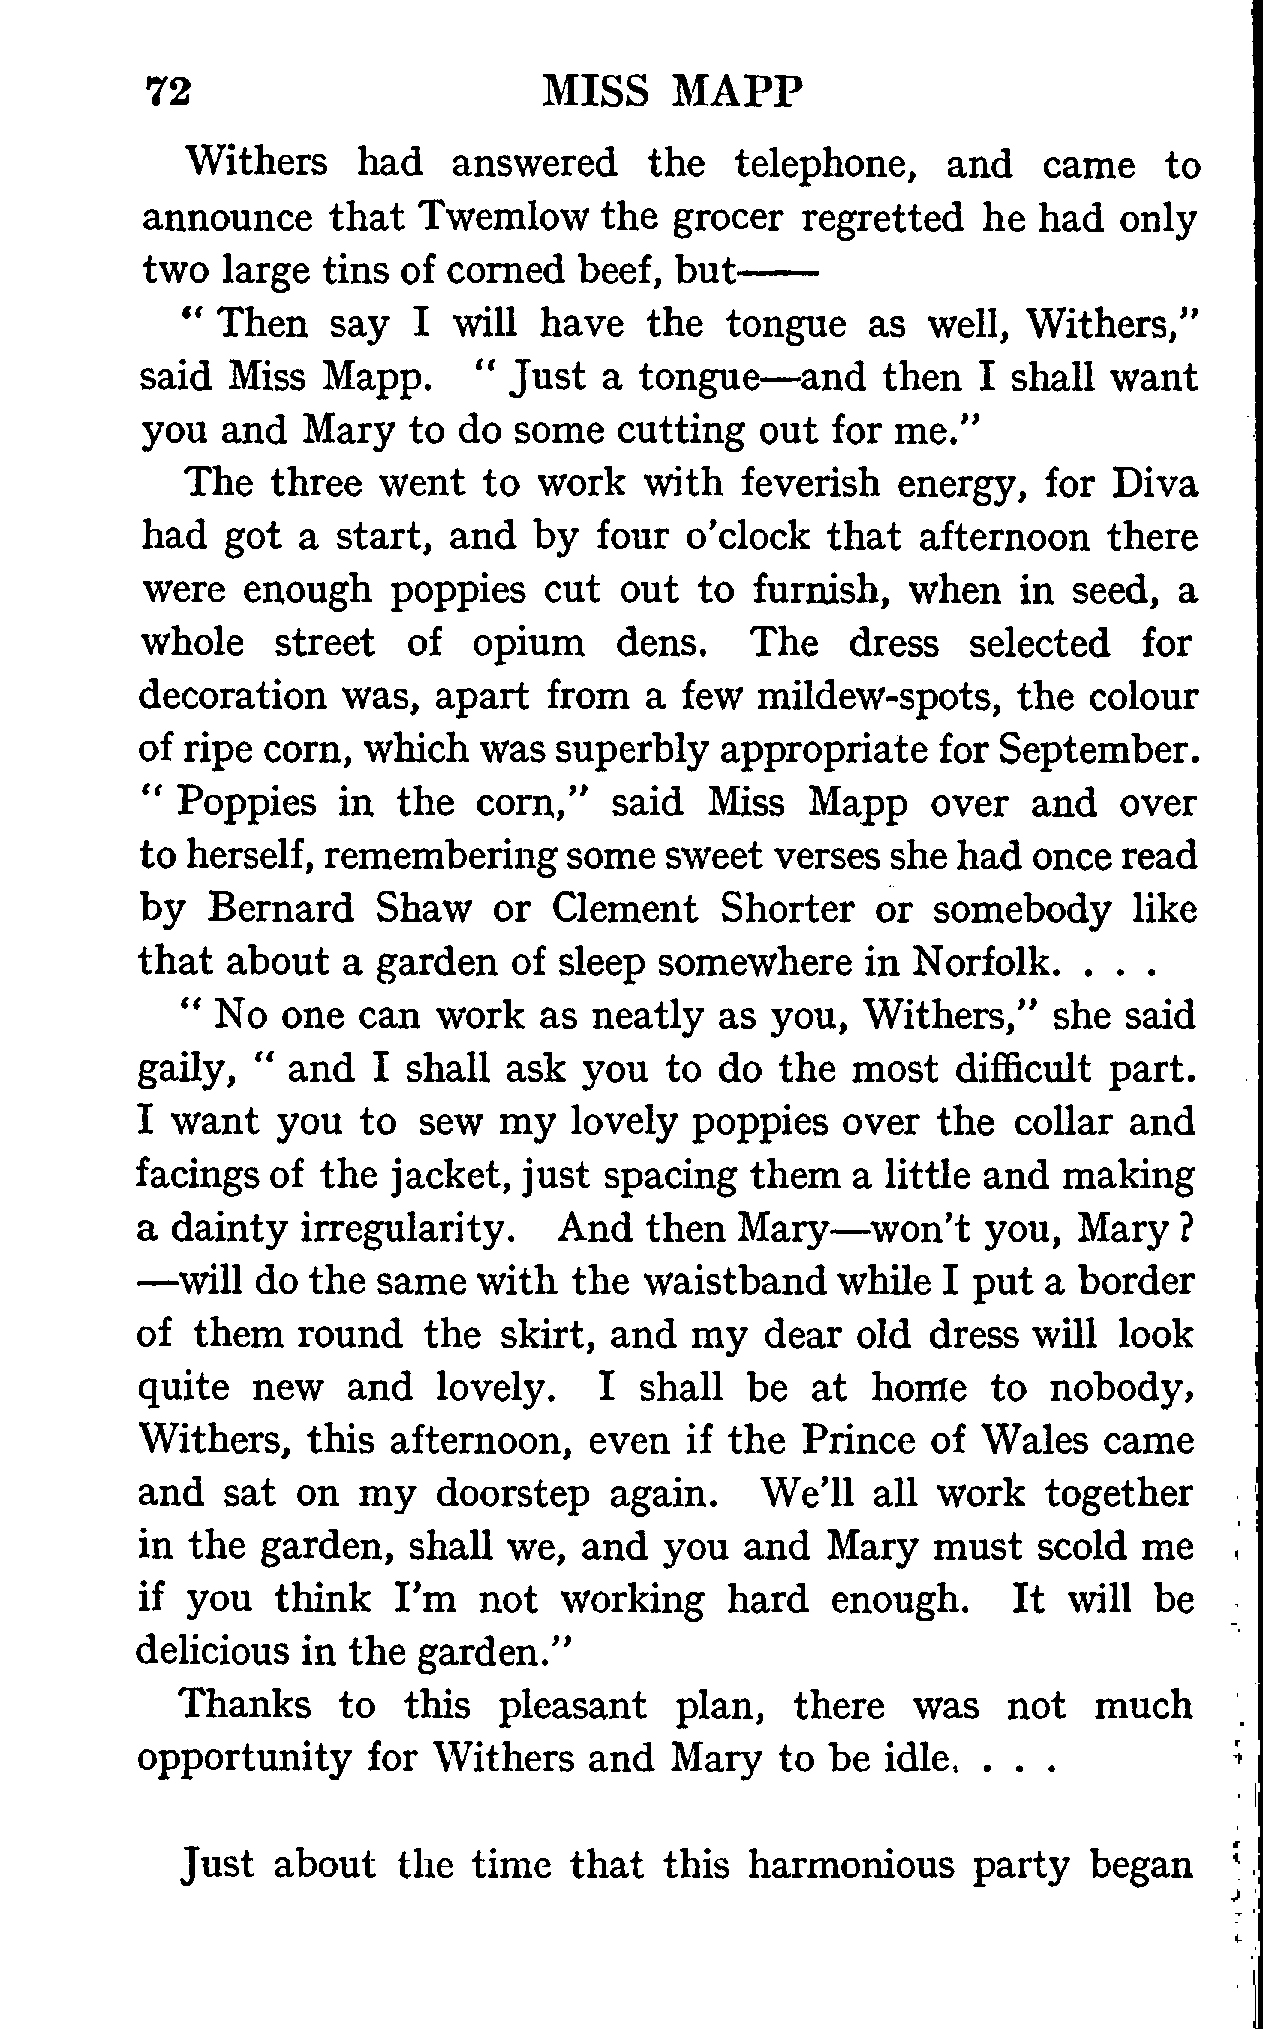 72 MISS MAPP
Withers had answered the telephone, and came to
announce that Twemlow the grocer regretted he had only
two large tins of corned beef, but——
“ Then say I will have the tongue as well, Withers,”
said Miss Mapp. “ Just a tongue—and then I shall want
you and Mary to do some cutting out for me.”
The three went to work with feverish energy, for Diva
had got a start, and by four o’clock that afternoon there
were enough poppies cut out to furnish, when in seed, a
whole street of opium dens. The dress selected for
decoration was, apart from a few mildew-spots, the colour
of ripe corn, which was superbly appropriate for September.
“ Poppies in the corn,” said Miss Mapp over and over
to herself, remembering some sweet verses she had once read
by Bernard Shaw or Clement Shorter or somebody like
that about a garden of sleep somewhere in Norfolk. . . .
“ No one can work as neatly as you, Withers,” she said
gaily, “ and I shall ask you to do the most difficult part.
I want you to sew my lovely poppies over the collar and
facings of the jacket, just spacing them a little and making
a dainty irregularity. And then Mary—won’t you, Mary ?
—will do the same with the waistband while I put a border
of them round the skirt, and my dear old dress will look
quite new and lovely. I shall be at home to nobody,
Withers, this afternoon, even if the Prince of Wales came
and sat on my doorstep again. We’ll all work together
in the garden, shall we, and you and Mary must scold me
if you think I’m not working hard enough. It will be
delicious in the garden.”
Thanks to this pleasant plan, there was not much
opportunity for Withers and Mary to be idle. . . .
Just about the time that this harmonious party began